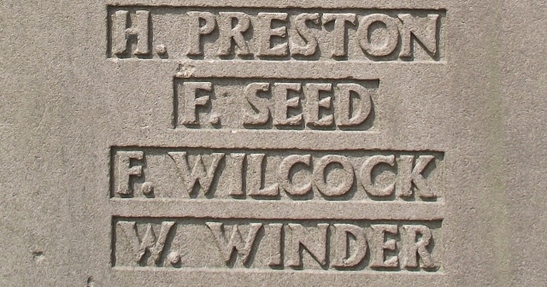 H. PRESTON
F. SEED
F. WILCOCK
W. WINDER